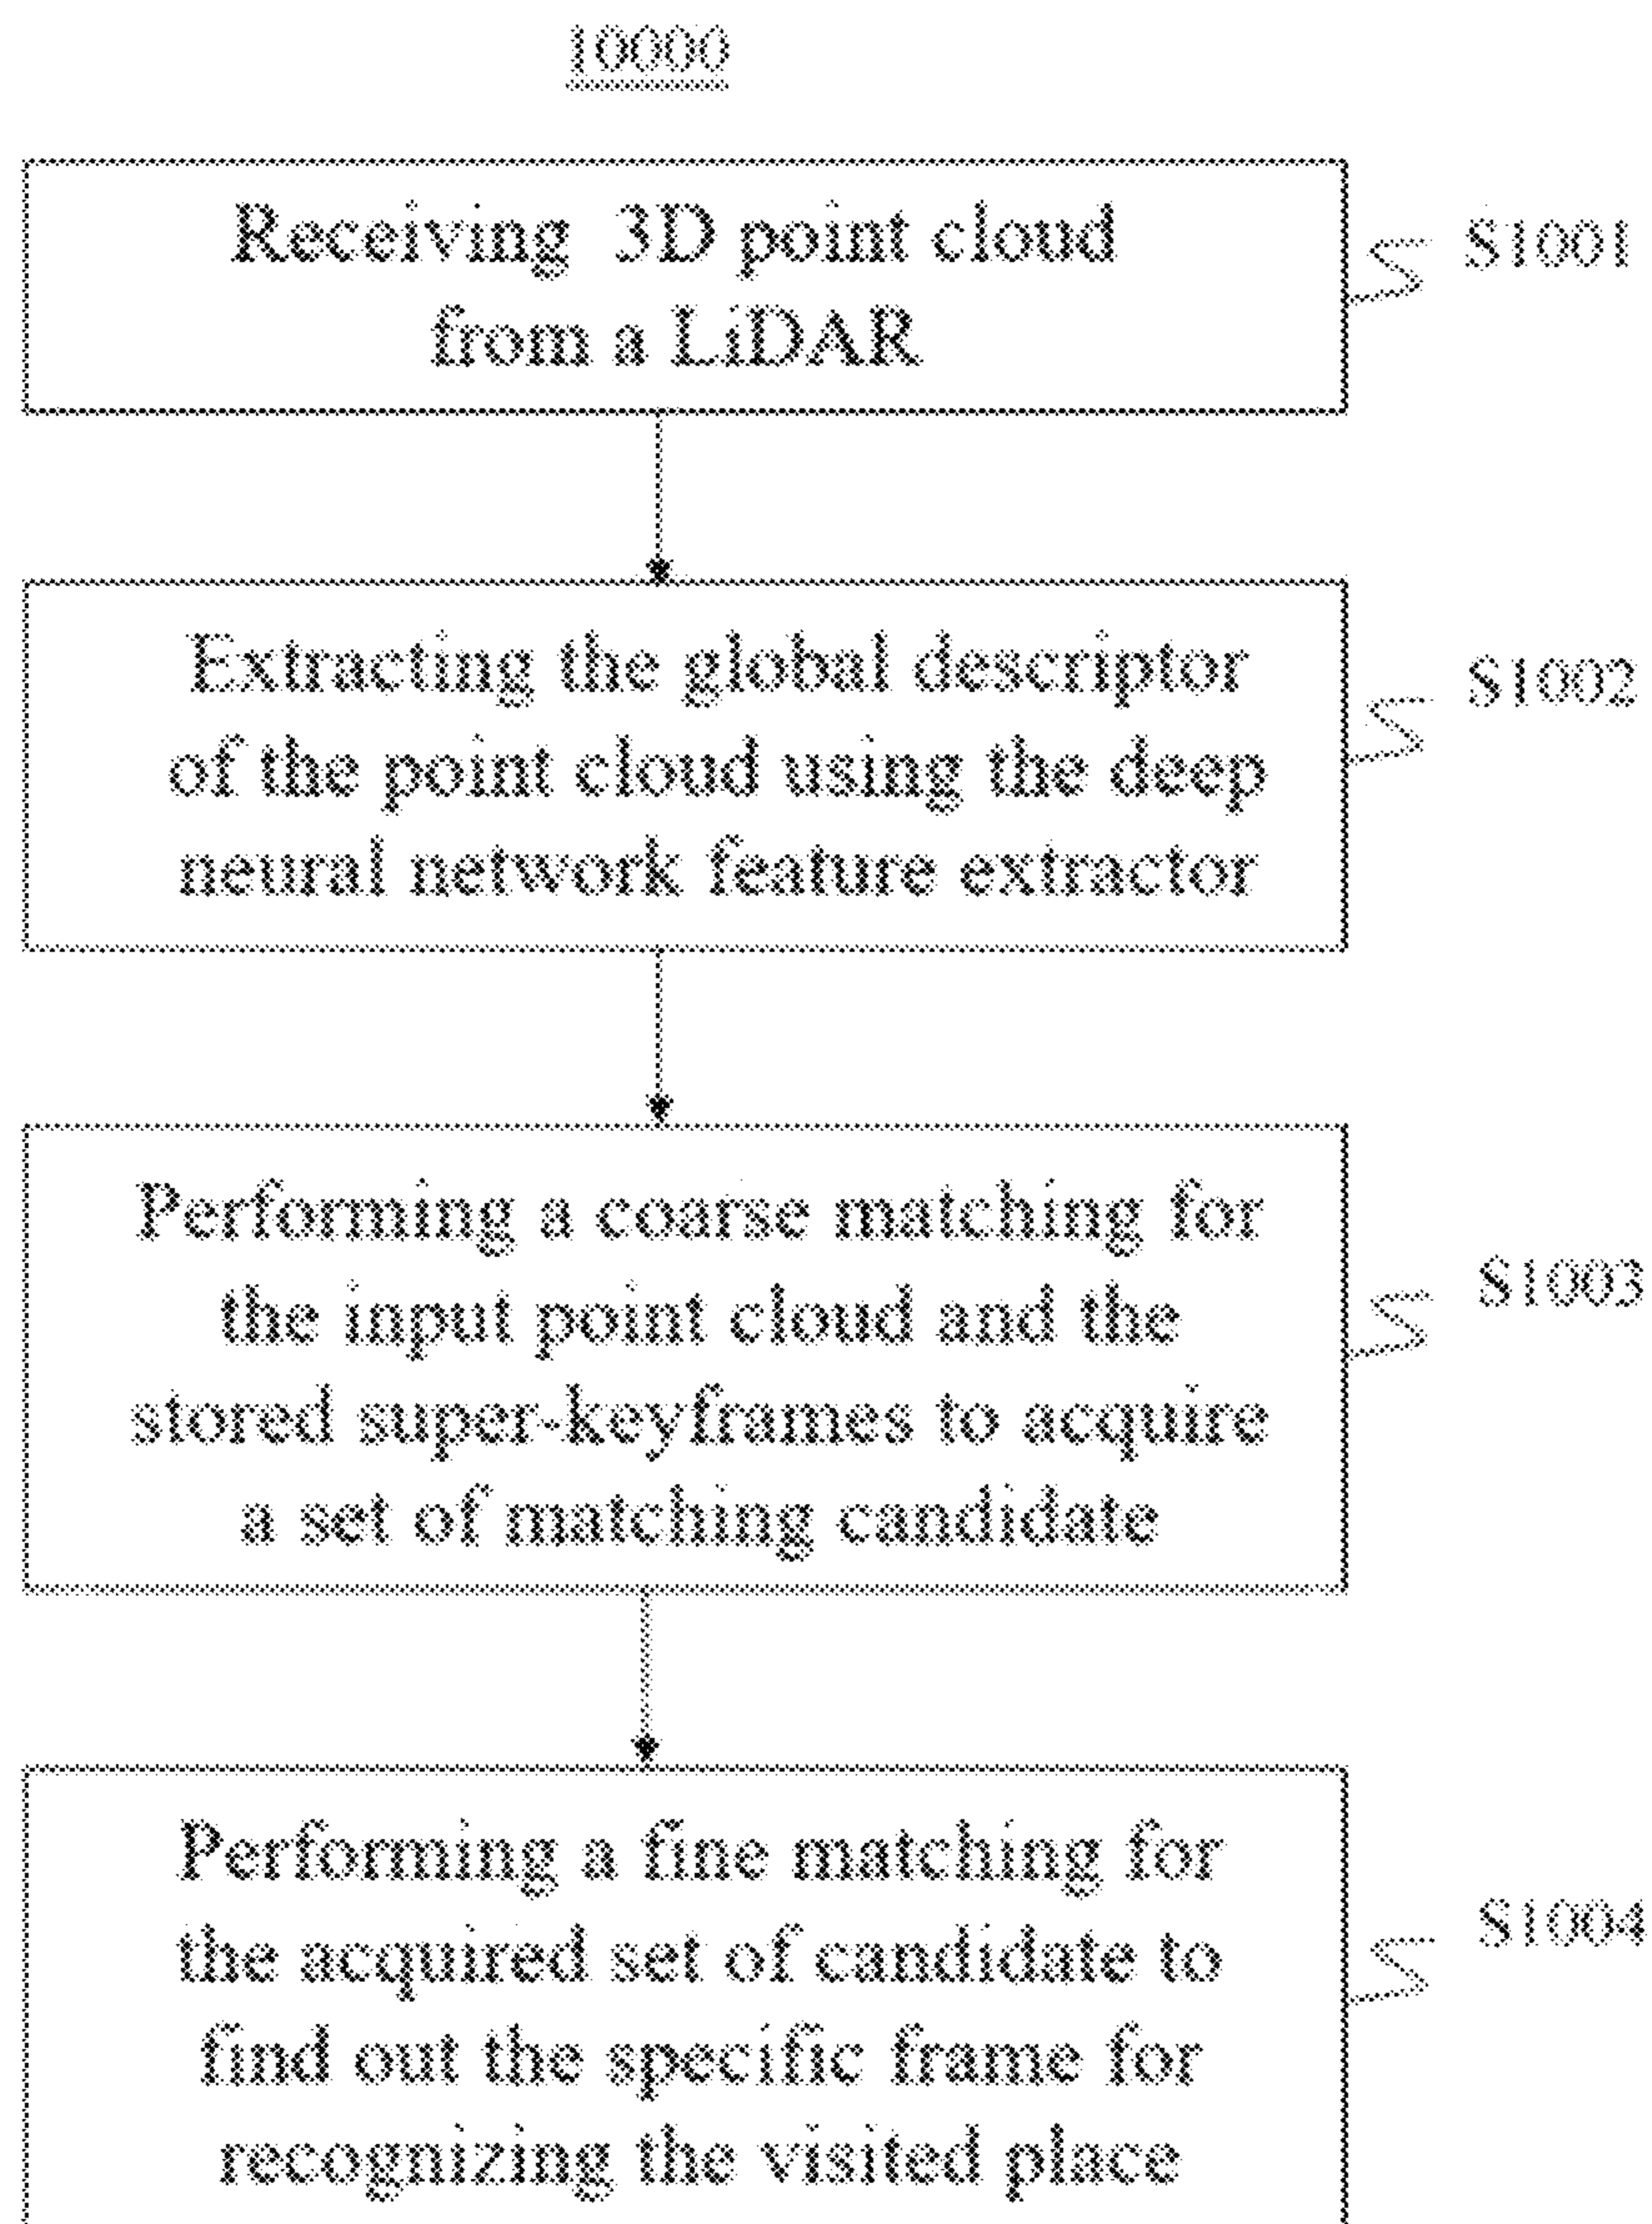 10000
Receiving 3D point cloud
from a LiDAR
S1001
Extracting the global descriptor
of the point cloud using the deep
neural network feature extractor
S1002
Performing a coarse matching for
the input point cloud and the
stored super-keyframes to acquire
a set of matching candidate
S1003
Performing a fine matching for
the acquired set of candidate to
find out the specific frame for
recognizing the visited place
S1004